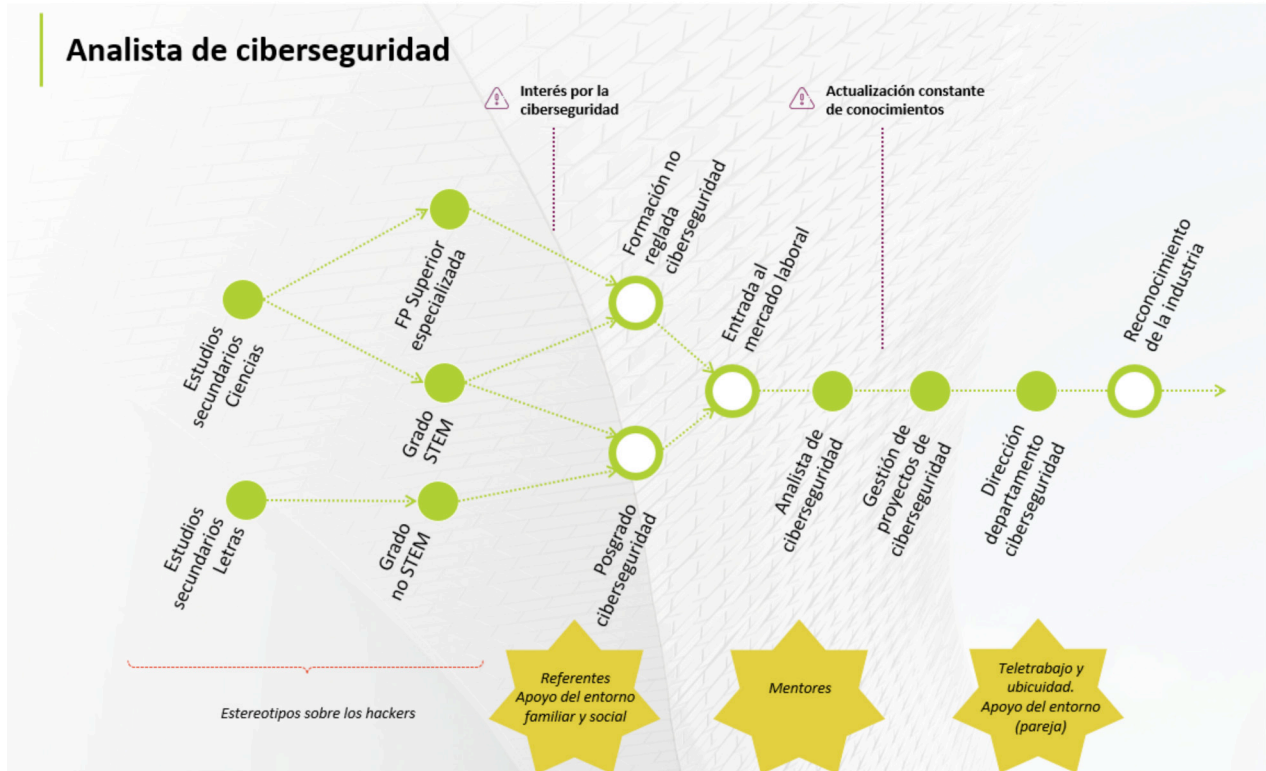 Analista de ciberseguridad
Interés por la
ciberseguridad
Actualización constante
de conocimientos
Estudios
secundarios
Ciencias
FP Superior
especializada
Formación no
reglada
ciberseguridad
Entrada al
mercado laboral
Reconocimiento
de la industria
Grado
STEM
Estudios
secundarios
Letras
Grado
no STEM
Posgrado
ciberseguridad
Analista de
ciberseguridad
Gestión de
proyectos de
ciberseguridad
Dirección
departamento
ciberseguridad
Estereotipos sobre los hackers
Referentes
Apoyo del entorno
familiar y social
Mentores
Teletrabajo y
ubicuidad.
Apoyo del entorno
(pareja)